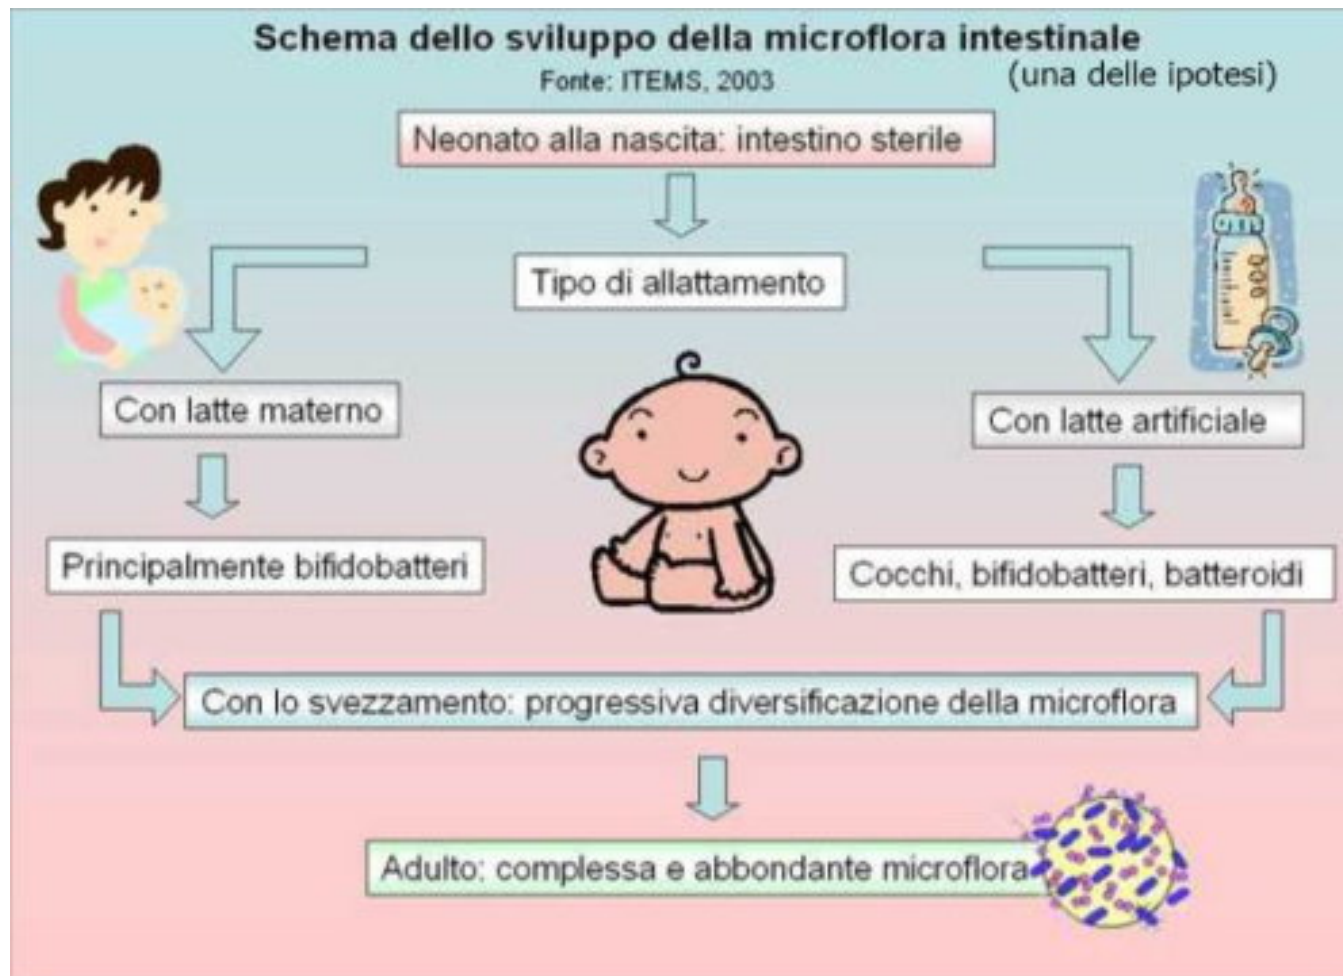 Schema dello sviluppo della microflora intestinale
Fonte: ITEMS, 2003
(una delle ipotesi)
Neonato alla nascita: intestino sterile
Tipo di allattamento
Con latte materno
Con latte artificiale
Principalmente bifidobatteri
Cocchi, bifidobatteri, batteroidi
Con lo svezzamento: progressiva diversificazione della microflora
Adulto: complessa e abbondante microflora